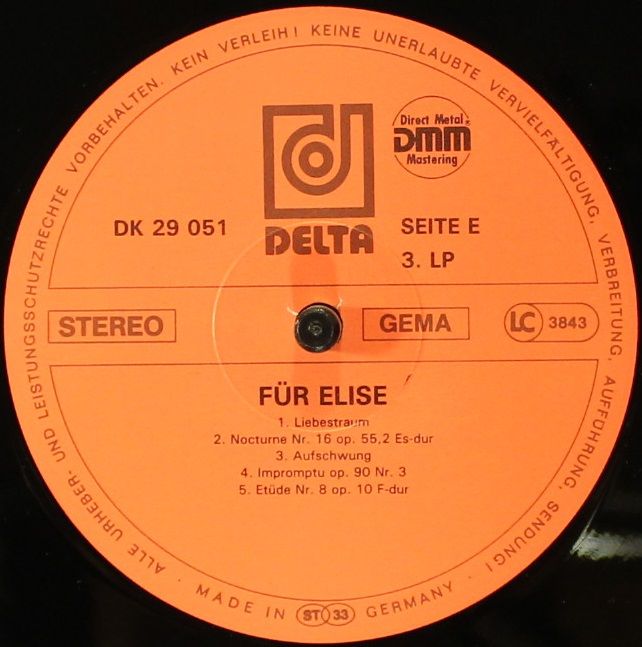 ALLE URHEBER- UND LEISTUNGSSCHUTZRECHTE VORBEHALTEN. KEIN VERLEIH! KEINE UNERLAUBTE VERVIELFÄLTIGUNG, VERBREITUNG, AUFFÜHRUNG, SENDUNG!
Direct Metal
DMM
Mastering
DK 29 051
DELTA
SEITE E
3. LP
STEREO
GEMA
LC 3843
FÜR ELISE
1. Liebestraum
2. Nocturne Nr. 16 op. 55,2 Es-dur
3. Aufschwung
4. Impromptu op. 90 Nr. 3
5. Etüde Nr. 8 op. 10 F-dur
· MADE IN ST 33 GERMANY ·